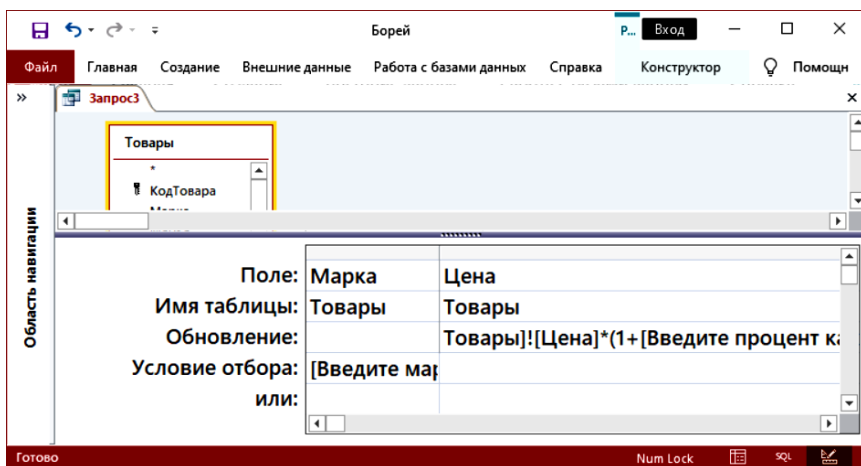 Борей
Р... Вход
Файл Главная Создание Внешние данные Работа с базами данных Справка Конструктор Помощн
» Запрос3
Товары
*
КодТовара
Область навигации
Поле: Марка Цена
Имя таблицы: Товары Товары
Обновление: Товары]![Цена]*(1+[Введите процент ка
Условие отбора: [Введите мар
или:
Готово Num Lock SQL